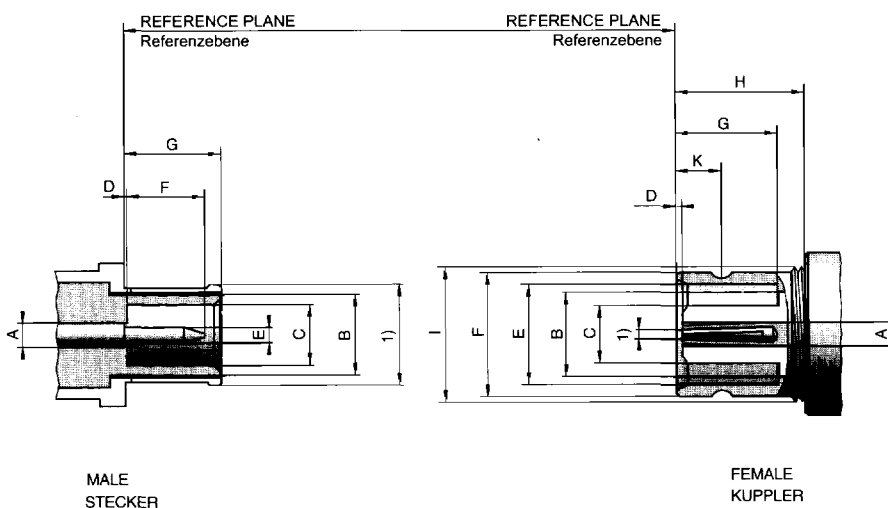 REFERENCE PLANE
Referenzebene
REFERENCE PLANE
Referenzebene
G
D
F
A
E
C
B
1)
H
G
K
D
I
F
E
B
C
1)
A
MALE
STECKER
FEMALE
KUPPLER